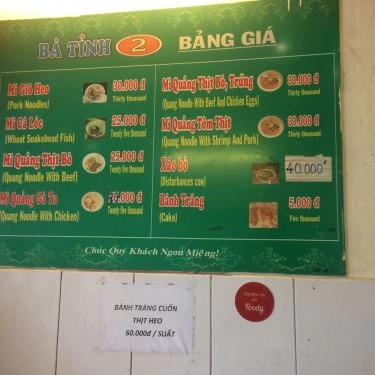 BÀ TỈNH 2 BẢNG GIÁ
Mì Giò Heo 30.000 đ
(Pork Noodles) Thirty thousand
Mì Cá Lóc 25.000 đ
(Wheat Snakehead Fish) Twenty five thousand
Mì Quảng Thịt Bò 25.000 đ
(Quang Noodle With Beef) Twenty five thousand
Mì Quảng Gà Ta 25.000 đ
(Quang Noodle With Chicken) Twenty five thousand
Mì Quảng Thịt Bò, Trứng 30.000 đ
(Quang Noodle With Beef And Chicken Eggs) Thirty thousand
Mì Quảng Tôm Thịt 30.000 đ
(Quang Noodle With Shrimp And Pork) Thirty thousand
Xáo bò 40.000đ
(Disturbances cow)
Bánh Tráng 5.000 đ
(Cake) Five thousand
Chúc Quý Khách Ngon Miệng!
BÁNH TRÁNG CUỐN
THỊT HEO
60.000đ / SUẤT
Foody